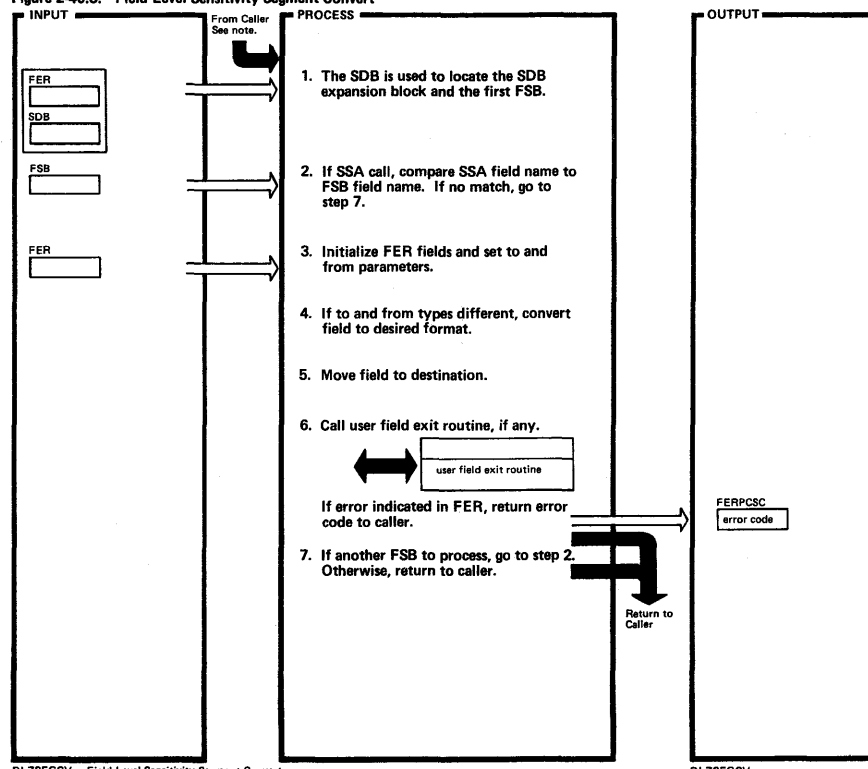 INPUT
From Caller
See note.
PROCESS
OUTPUT
FER
SDB
1. The SDB is used to locate the SDB
expansion block and the first FSB.
FSB
2. If SSA call, compare SSA field name to
FSB field name. If no match, go to
step 7.
FER
3. Initialize FER fields and set to and
from parameters.
4. If to and from types different, convert
field to desired format.
5. Move field to destination.
6. Call user field exit routine, if any.
user field exit routine
If error indicated in FER, return error
code to caller.
FERPCSC
error code
7. If another FSB to process, go to step 2.
Otherwise, return to caller.
Return to
Caller